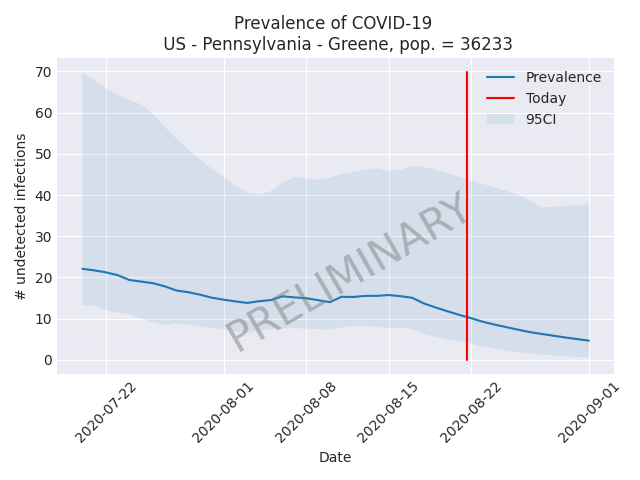 Prevalence of COVID-19
US - Pennsylvania - Greene, pop. = 36233
# undetected infections
70
60
50
40
30
20
10
0
Prevalence
Today
95CI
PRELIMINARY
2020-07-22
2020-08-01
2020-08-08
2020-08-15
2020-08-22
2020-09-01
Date